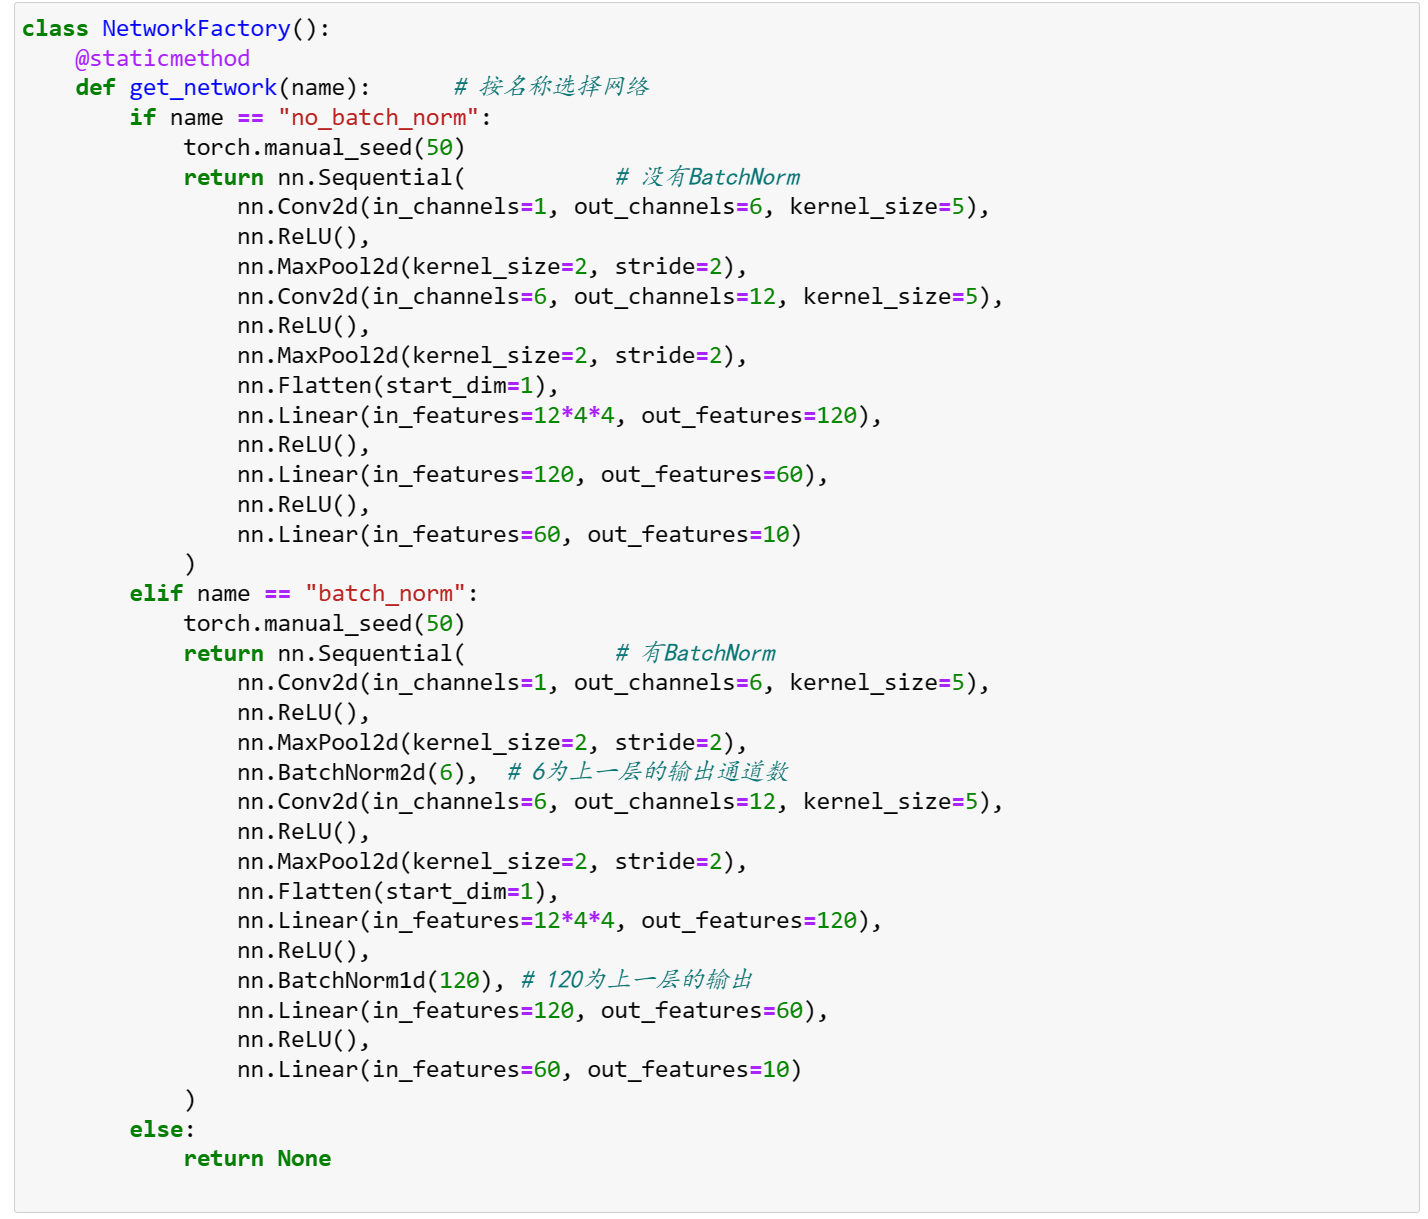 class NetworkFactory():
    @staticmethod
    def get_network(name):      # 按名称选择网络
        if name == "no_batch_norm":
            torch.manual_seed(50)
            return nn.Sequential(           # 没有BatchNorm
                nn.Conv2d(in_channels=1, out_channels=6, kernel_size=5),
                nn.ReLU(),
                nn.MaxPool2d(kernel_size=2, stride=2),
                nn.Conv2d(in_channels=6, out_channels=12, kernel_size=5),
                nn.ReLU(),
                nn.MaxPool2d(kernel_size=2, stride=2),
                nn.Flatten(start_dim=1),
                nn.Linear(in_features=12*4*4, out_features=120),
                nn.ReLU(),
                nn.Linear(in_features=120, out_features=60),
                nn.ReLU(),
                nn.Linear(in_features=60, out_features=10)
            )
        elif name == "batch_norm":
            torch.manual_seed(50)
            return nn.Sequential(           # 有BatchNorm
                nn.Conv2d(in_channels=1, out_channels=6, kernel_size=5),
                nn.ReLU(),
                nn.MaxPool2d(kernel_size=2, stride=2),
                nn.BatchNorm2d(6),  # 6为上一层的输出通道数
                nn.Conv2d(in_channels=6, out_channels=12, kernel_size=5),
                nn.ReLU(),
                nn.MaxPool2d(kernel_size=2, stride=2),
                nn.Flatten(start_dim=1),
                nn.Linear(in_features=12*4*4, out_features=120),
                nn.ReLU(),
                nn.BatchNorm1d(120), # 120为上一层的输出
                nn.Linear(in_features=120, out_features=60),
                nn.ReLU(),
                nn.Linear(in_features=60, out_features=10)
            )
        else:
            return None